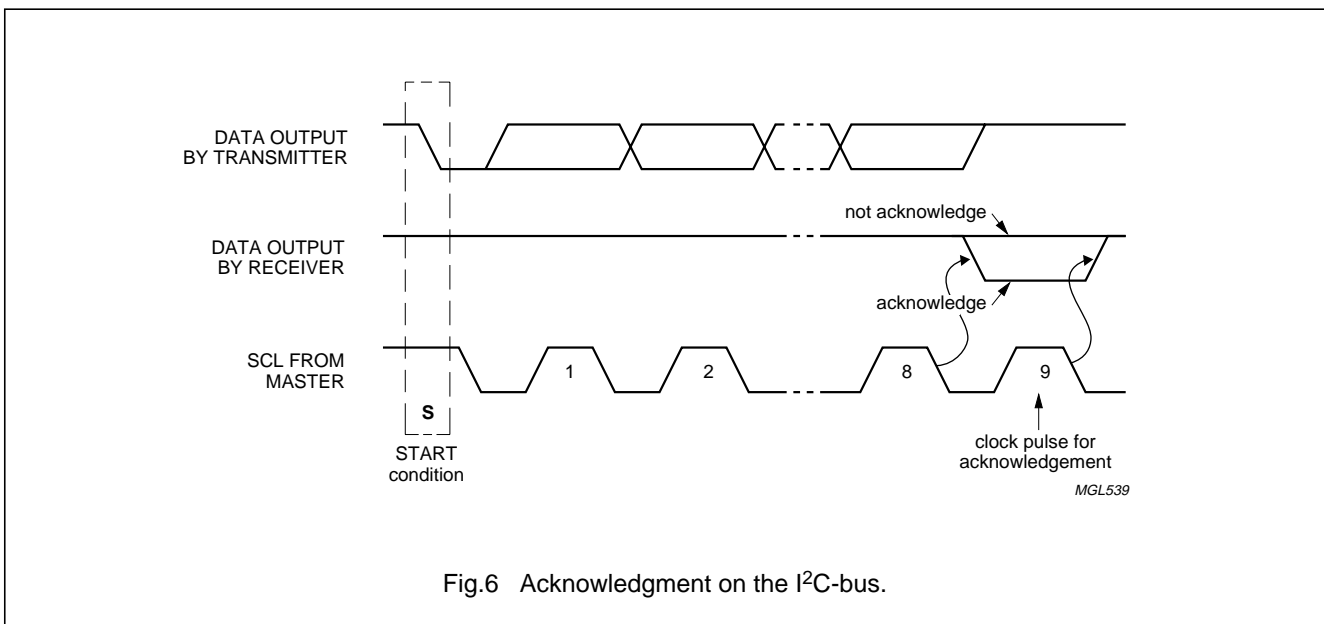 DATA OUTPUT
BY TRANSMITTER
not acknowledge
DATA OUTPUT
BY RECEIVER
acknowledge
SCL FROM
MASTER
1
2
8
9
S
START
condition
clock pulse for
acknowledgement
MGL539
Fig.6 Acknowledgment on the I²C-bus.